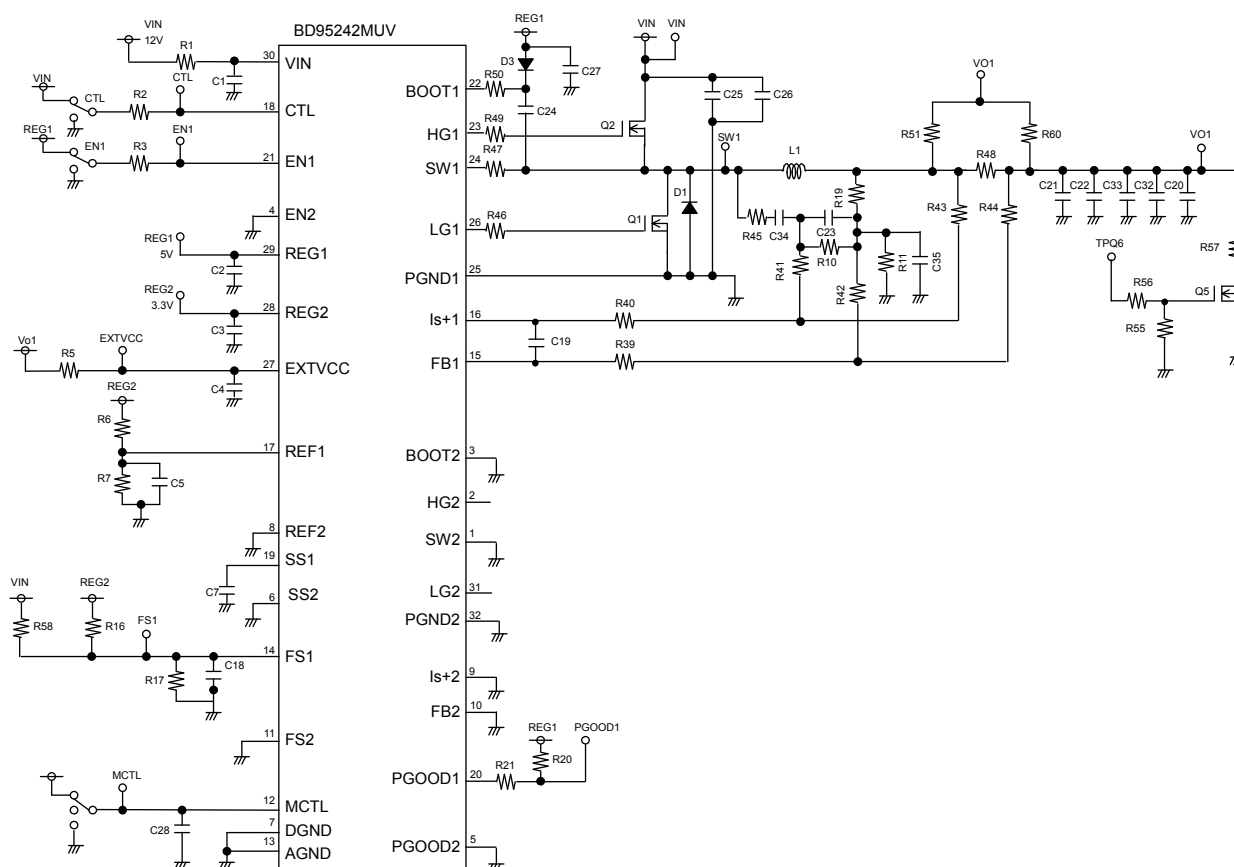 BD95242MUV
VIN
12V
R1
30
VIN
C1
VIN
CTL
R2
CTL
18
CTL
REG1
EN1
R3
EN1
21
EN1
4
EN2
REG1
5V
29
REG1
C2
REG2
3.3V
28
REG2
C3
Vo1
R5
EXTVCC
27
EXTVCC
C4
REG2
R6
17
REF1
R7
C5
8
REF2
19
SS1
C7
6
SS2
VIN
REG2
R58
R16
FS1
14
FS1
R17
C18
11
FS2
MCTL
12
MCTL
C28
7
DGND
13
AGND
REG1
D3
C27
R50
22
BOOT1
C24
VIN
VIN
C25
C26
HG1
23
R49
Q2
SW1
24
R47
SW1
L1
D1
LG1
26
R46
Q1
PGND1
25
Is+1
16
R40
C19
FB1
15
R39
R45
C34
C23
R19
R10
R41
R42
R11
C35
VO1
R51
R60
R48
R43
R44
VO1
C21
C22
C33
C32
C20
TPQ6
R57
R56
Q5
R55
BOOT2
3
HG2
2
SW2
1
LG2
31
PGND2
32
Is+2
9
FB2
10
REG1
PGOOD1
R20
PGOOD1
20
R21
PGOOD2
5